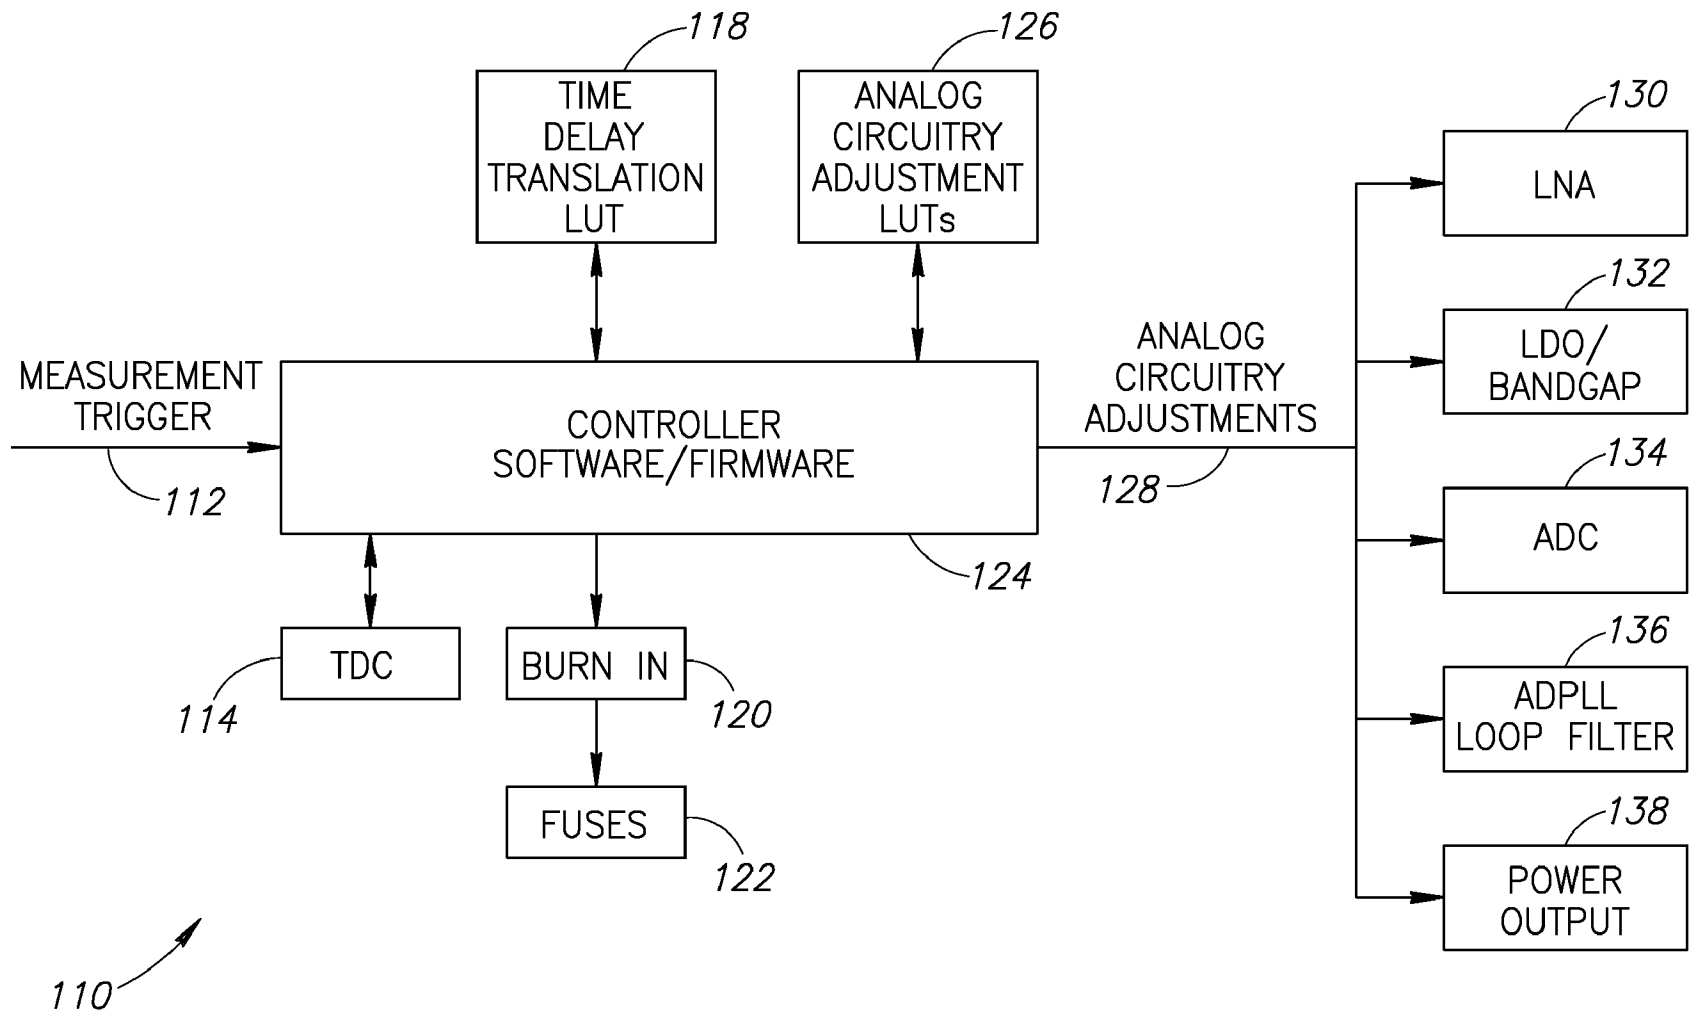 118
TIME
DELAY
TRANSLATION
LUT
126
ANALOG
CIRCUITRY
ADJUSTMENT
LUTs
130
LNA
132
LDO/
BANDGAP
MEASUREMENT
TRIGGER
112
CONTROLLER
SOFTWARE/FIRMWARE
124
ANALOG
CIRCUITRY
ADJUSTMENTS
128
134
ADC
TDC
114
BURN IN
120
136
ADPLL
LOOP FILTER
FUSES
122
138
POWER
OUTPUT
110